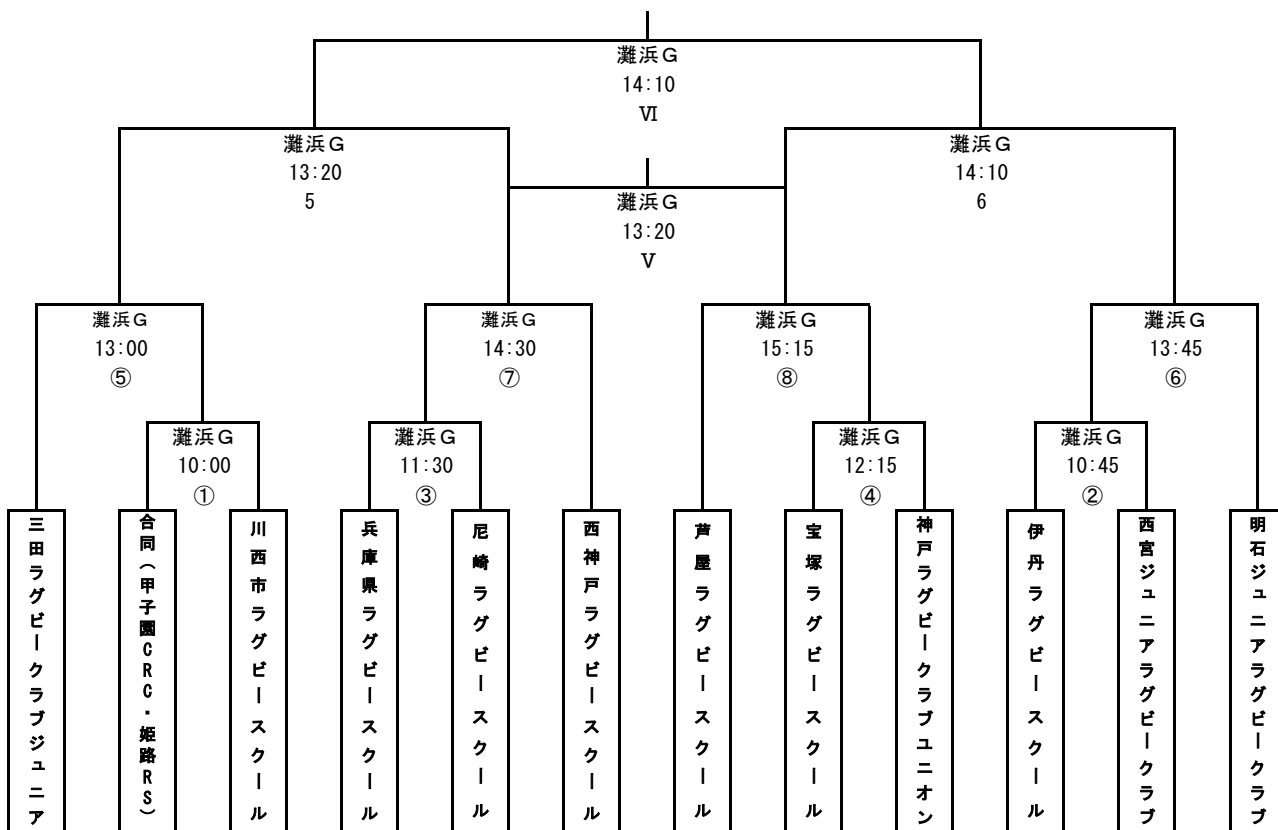 灘浜G
14:10
Ⅵ
灘浜G
13:20
5
灘浜G
14:10
6
灘浜G
13:20
Ⅴ
灘浜G
13:00
⑤
灘浜G
14:30
⑦
灘浜G
15:15
⑧
灘浜G
13:45
⑥
灘浜G
10:00
①
灘浜G
11:30
③
灘浜G
12:15
④
灘浜G
10:45
②
三田ラグビークラブジュニア
合同(甲子園CRC・姫路RS)
川西市ラグビースクール
兵庫県ラグビースクール
尼崎ラグビースクール
西神戸ラグビースクール
芦屋ラグビースクール
宝塚ラグビースクール
神戸ラグビークラブユニオン
伊丹ラグビースクール
西宮ジュニアラグビークラブ
明石ジュニアラグビークラブ